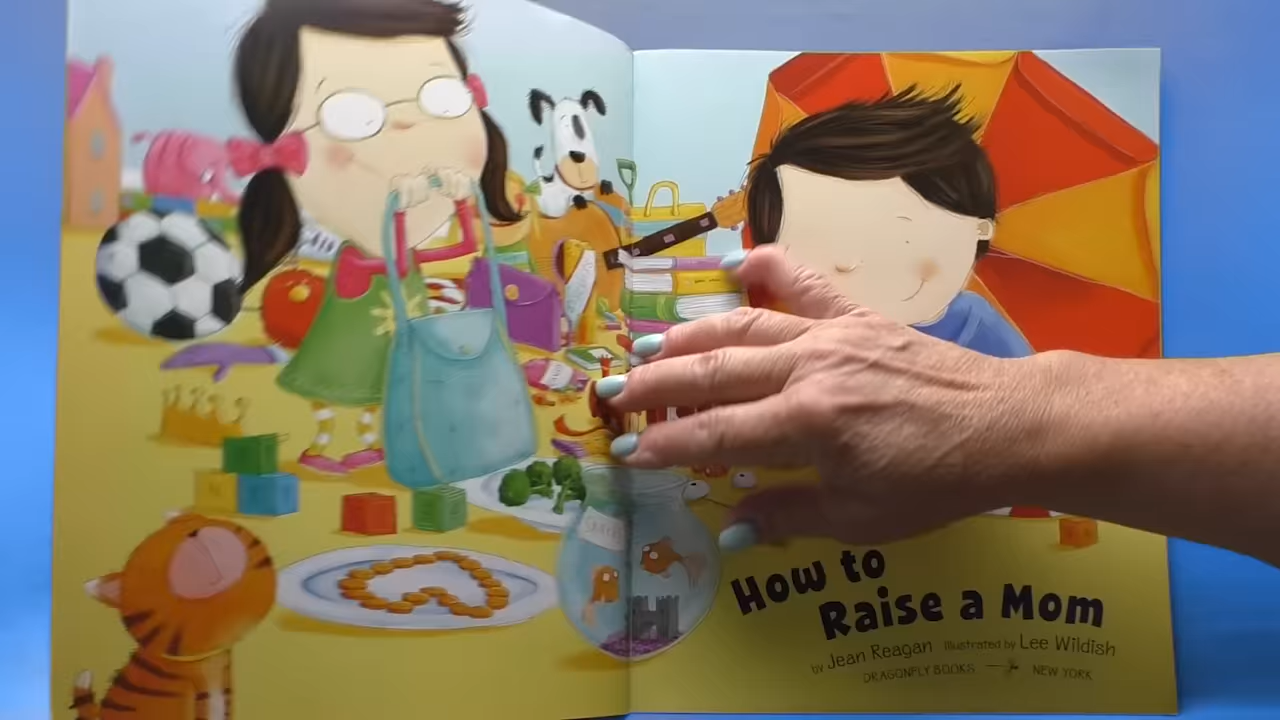 How to
Raise a Mom
by Jean Reagan Illustrated by Lee Wildish
DRAGONFLY BOOKS NEW YORK